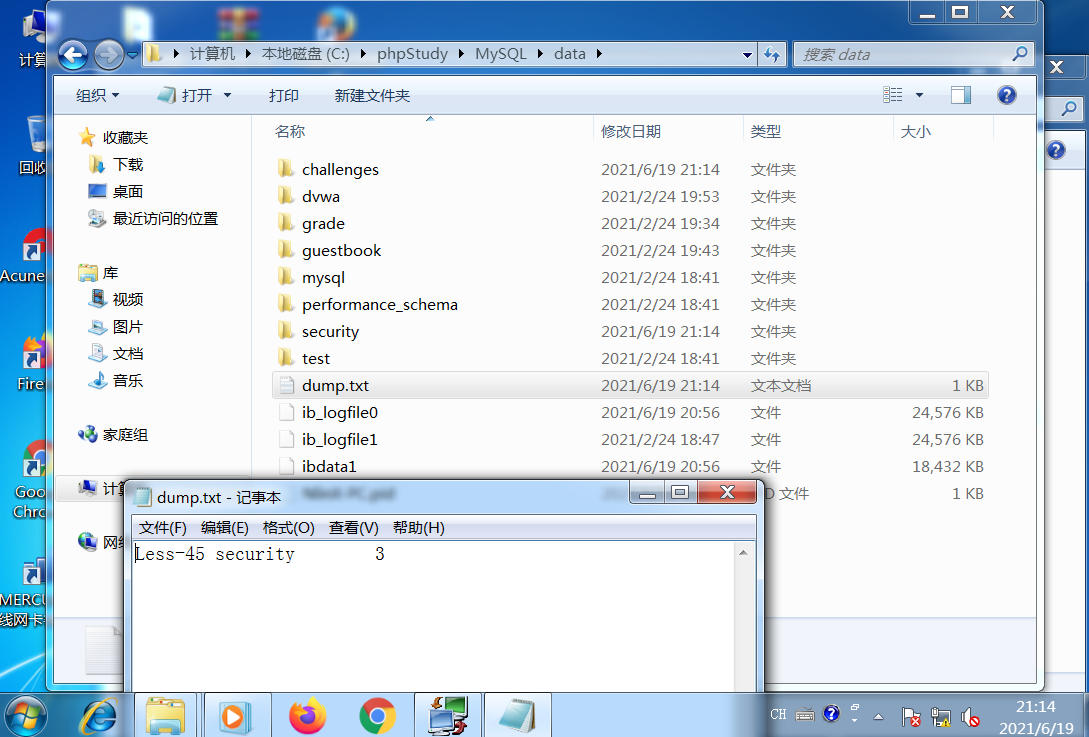 计算机 本地磁盘 (C:) phpStudy MySQL data
搜索 data
组织 打开 打印 新建文件夹
名称 修改日期 类型 大小
收藏夹
下载
桌面
最近访问的位置
库
视频
图片
文档
音乐
家庭组
计算
网络
challenges 2021/6/19 21:14 文件夹
dvwa 2021/2/24 19:53 文件夹
grade 2021/2/24 19:34 文件夹
guestbook 2021/2/24 19:43 文件夹
mysql 2021/2/24 18:41 文件夹
performance_schema 2021/2/24 18:41 文件夹
security 2021/6/19 21:14 文件夹
test 2021/2/24 18:41 文件夹
dump.txt 2021/6/19 21:14 文本文档 1 KB
ib_logfile0 2021/6/19 20:56 文件 24,576 KB
ib_logfile1 2021/2/24 18:47 文件 24,576 KB
ibdata1 2021/6/19 20:56 文件 18,432 KB
D 文件 1 KB
dump.txt - 记事本
文件(F) 编辑(E) 格式(O) 查看(V) 帮助(H)
Less-45 security 3
计算
回收
Acune
Fire
Goo
Chrc
MERCU
线网卡
CH
21:14
2021/6/19